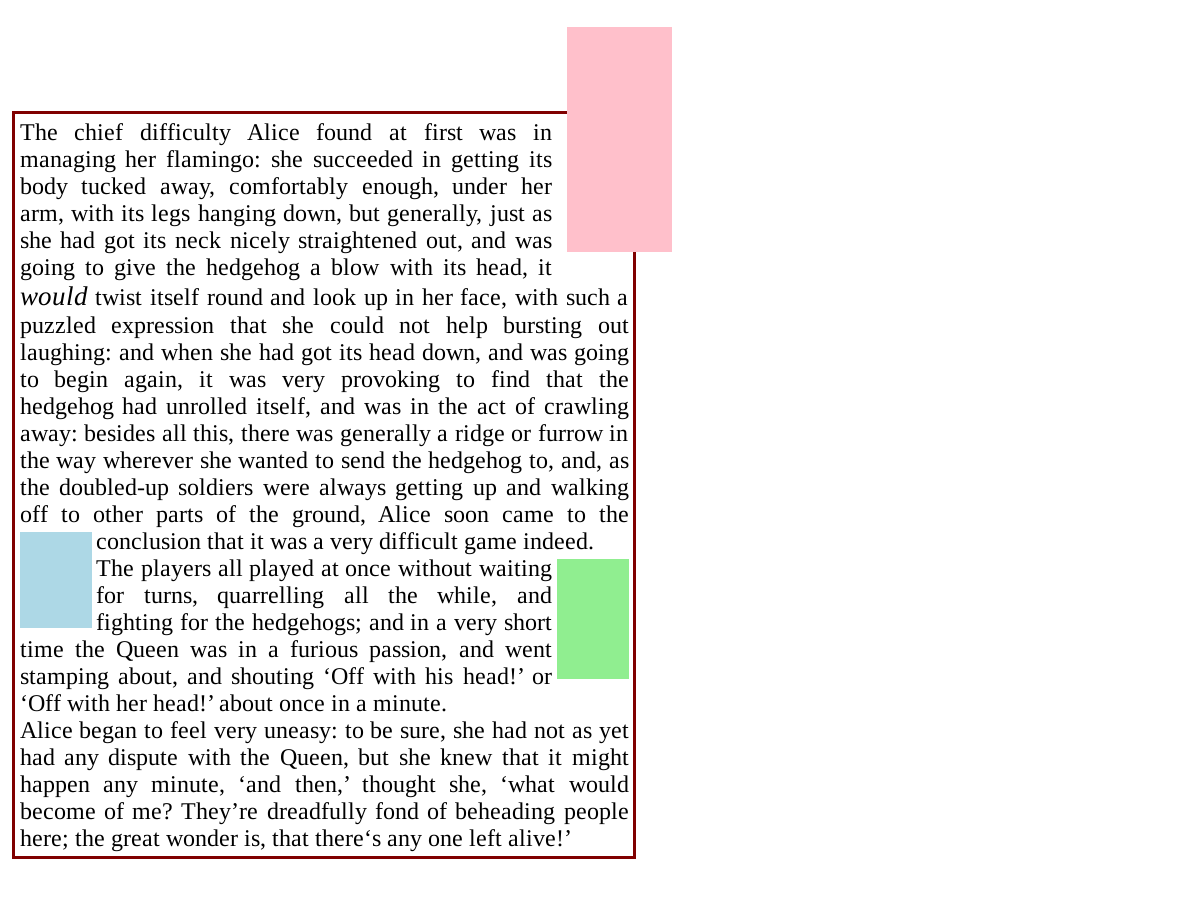 The chief difficulty Alice found at first was in
managing her flamingo: she succeeded in getting its
body tucked away, comfortably enough, under her
arm, with its legs hanging down, but generally, just as
she had got its neck nicely straightened out, and was
going to give the hedgehog a blow with its head, it
would twist itself round and look up in her face, with such a
puzzled expression that she could not help bursting out
laughing: and when she had got its head down, and was going
to begin again, it was very provoking to find that the
hedgehog had unrolled itself, and was in the act of crawling
away: besides all this, there was generally a ridge or furrow in
the way wherever she wanted to send the hedgehog to, and, as
the doubled-up soldiers were always getting up and walking
off to other parts of the ground, Alice soon came to the
conclusion that it was a very difficult game indeed.
The players all played at once without waiting
for turns, quarrelling all the while, and
fighting for the hedgehogs; and in a very short
time the Queen was in a furious passion, and went
stamping about, and shouting ‘Off with his head!’ or
‘Off with her head!’ about once in a minute.
Alice began to feel very uneasy: to be sure, she had not as yet
had any dispute with the Queen, but she knew that it might
happen any minute, ‘and then,’ thought she, ‘what would
become of me? They’re dreadfully fond of beheading people
here; the great wonder is, that there‘s any one left alive!’